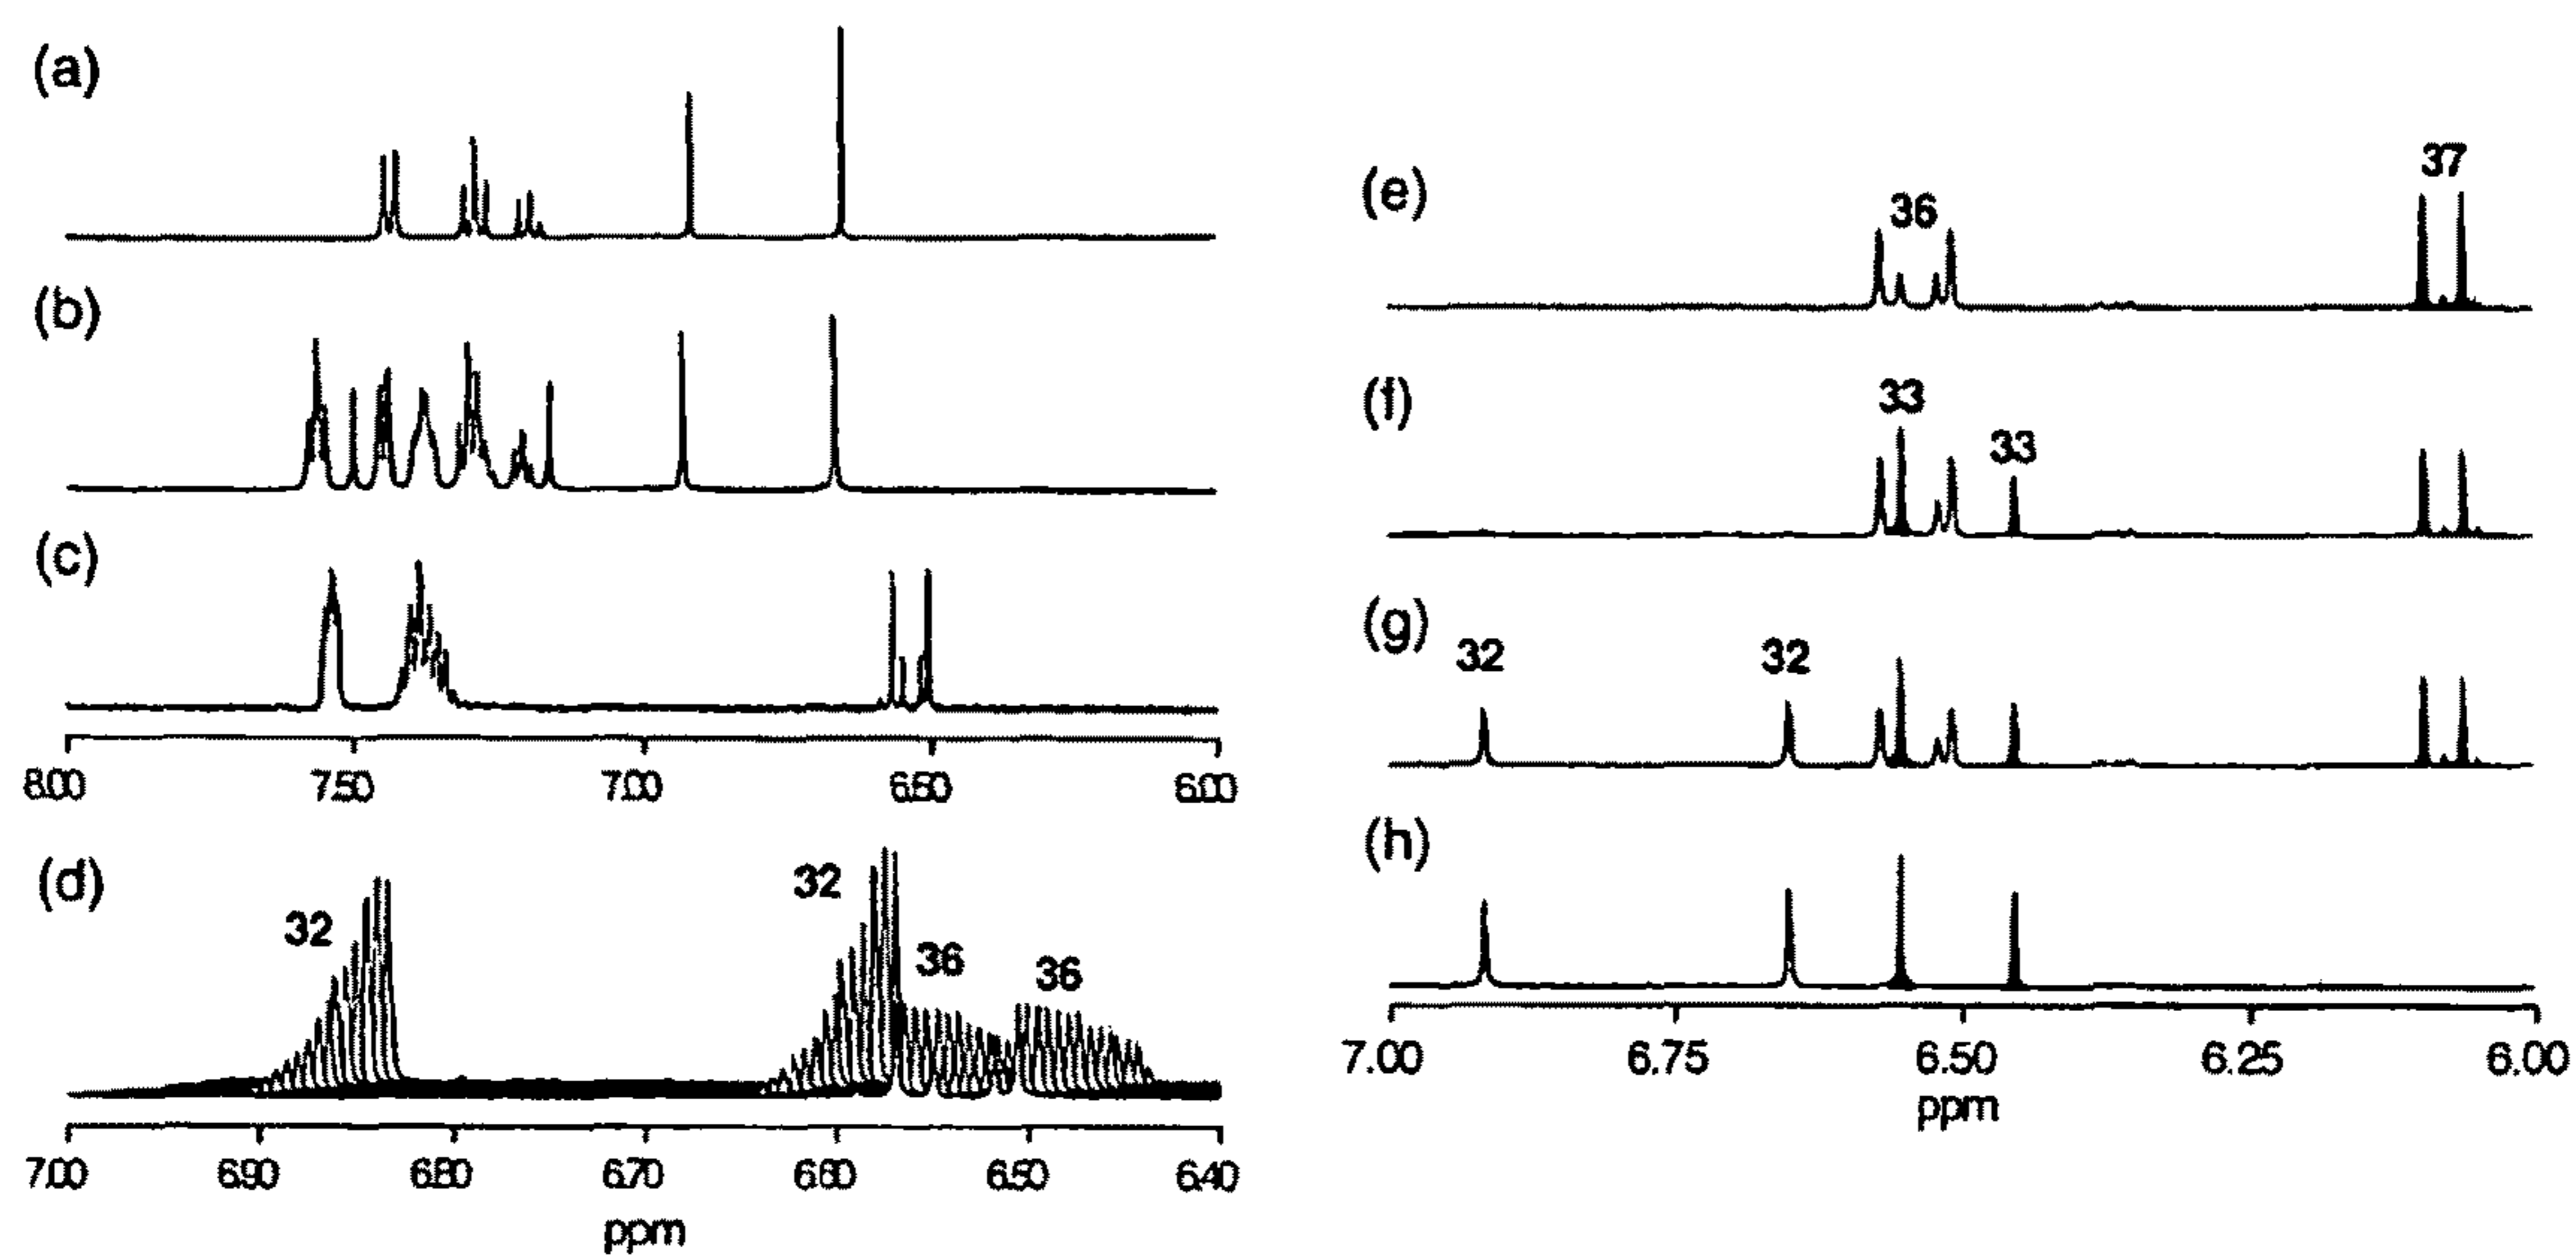 (a)
(b)
(c)
8.00 7.50 7.00 6.50 6.00
(d)
32 32 36 36
7.00 6.90 6.80 6.70 6.60 6.50 6.40
ppm
(e)
36 37
(f)
33 33
(g)
32 32
(h)
7.00 6.75 6.50 6.25 6.00
ppm